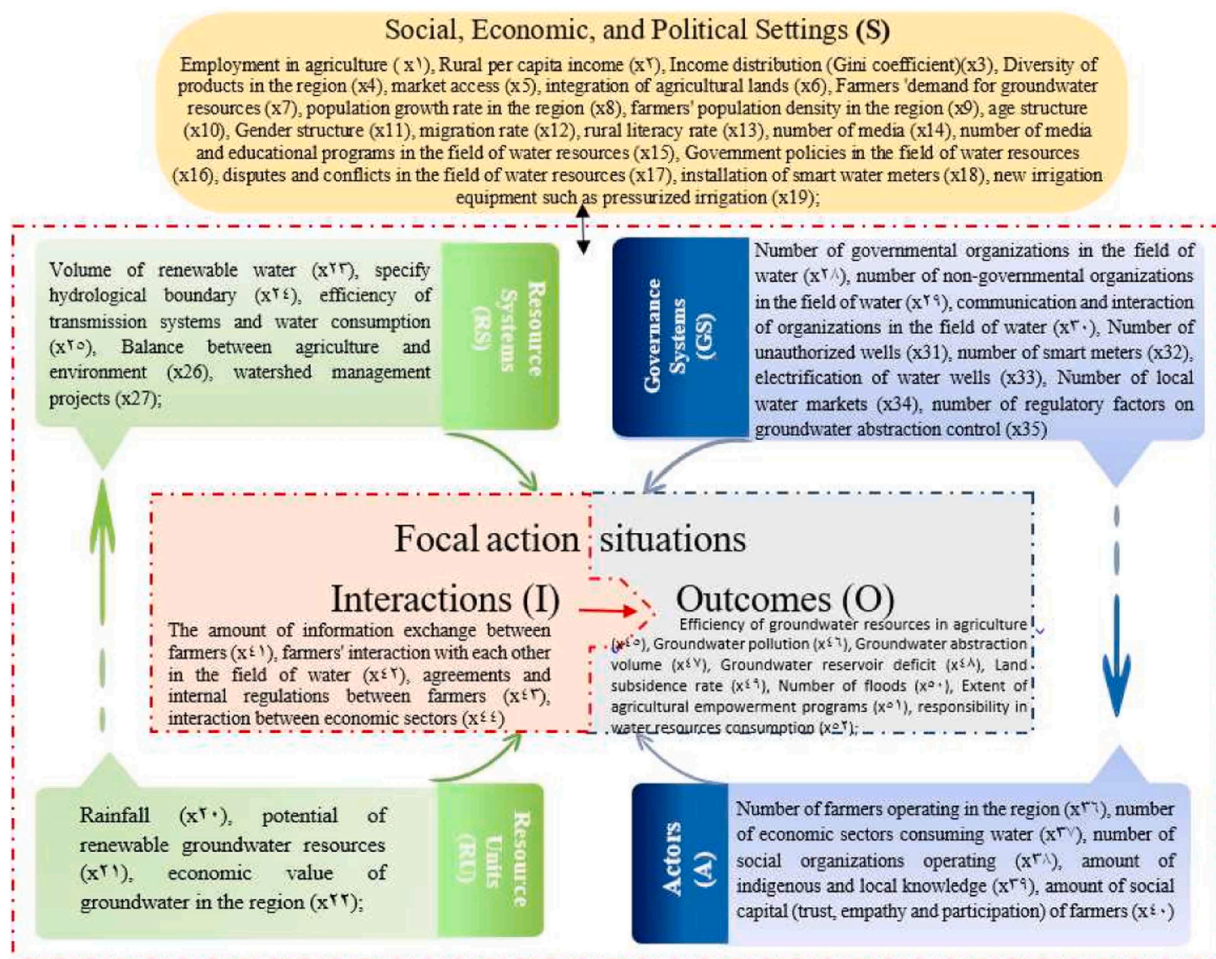 Social, Economic, and Political Settings (S)
Employment in agriculture ( x١), Rural per capita income (x٢), Income distribution (Gini coefficient)(x3), Diversity of
products in the region (x4), market access (x5), integration of agricultural lands (x6), Farmers 'demand for groundwater
resources (x7), population growth rate in the region (x8), farmers' population density in the region (x9), age structure
(x10), Gender structure (x11), migration rate (x12), rural literacy rate (x13), number of media (x14), number of media
and educational programs in the field of water resources (x15), Government policies in the field of water resources
(x16), disputes and conflicts in the field of water resources (x17), installation of smart water meters (x18), new irrigation
equipment such as pressurized irrigation (x19);
Volume of renewable water (x٢٣), specify
hydrological boundary (x٢٤), efficiency of
transmission systems and water consumption
(x٢٥), Balance between agriculture and
environment (x26), watershed management
projects (x27);
Resource
Systems
(RS)
Governance
Systems
(GS)
Number of governmental organizations in the field of
water (x٢٨), number of non-governmental organizations
in the field of water (x٢٩), communication and interaction
of organizations in the field of water (x٣٠), Number of
unauthorized wells (x31), number of smart meters (x32),
electrification of water wells (x33), Number of local
water markets (x34), number of regulatory factors on
groundwater abstraction control (x35)
Focal action situations
Interactions (I)
The amount of information exchange between
farmers (x٤١), farmers' interaction with each other
in the field of water (x٤٢), agreements and
internal regulations between farmers (x٤٣),
interaction between economic sectors (x٤٤)
Outcomes (O)
Efficiency of groundwater resources in agriculture
(x٤٥), Groundwater pollution (x٤٦), Groundwater abstraction
volume (x٤٧), Groundwater reservoir deficit (x٤٨), Land
subsidence rate (x٤٩), Number of floods (x٥٠), Extent of
agricultural empowerment programs (x٥١), responsibility in
water resources consumption (x٥٢);
Rainfall (x٢٠), potential of
renewable groundwater resources
(x٢١), economic value of
groundwater in the region (x٢٢);
Resource
Units
(RU)
Actors
(A)
Number of farmers operating in the region (x٣٦), number
of economic sectors consuming water (x٣٧), number of
social organizations operating (x٣٨), amount of
indigenous and local knowledge (x٣٩), amount of social
capital (trust, empathy and participation) of farmers (x٤٠)